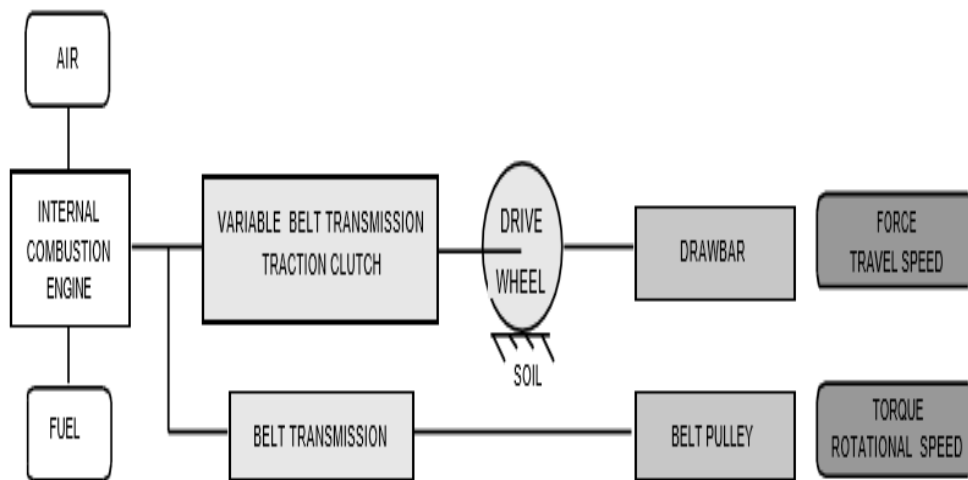 AIR
INTERNAL
COMBUSTION
ENGINE
FUEL
VARIABLE BELT TRANSMISSION
TRACTION CLUTCH
DRIVE
WHEEL
SOIL
DRAWBAR
FORCE
TRAVEL SPEED
BELT TRANSMISSION
BELT PULLEY
TORQUE
ROTATIONAL SPEED